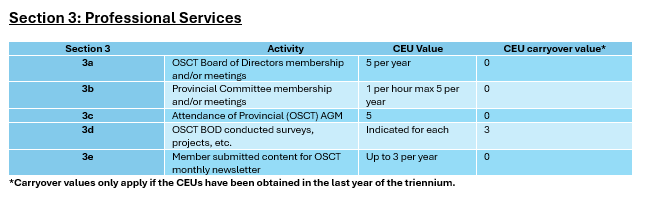 Section 3: Professional Services
Section 3 Activity CEU Value CEU carryover value*
3a OSCT Board of Directors membership 5 per year 0
and/or meetings
3b Provincial Committee membership 1 per hour max 5 per 0
and/or meetings year
3c Attendance of Provincial (OSCT) AGM 5 0
3d OSCT BOD conducted surveys, Indicated for each 3
projects, etc.
3e Member submitted content for OSCT Up to 3 per year 0
monthly newsletter
*Carryover values only apply if the CEUs have been obtained in the last year of the triennium.